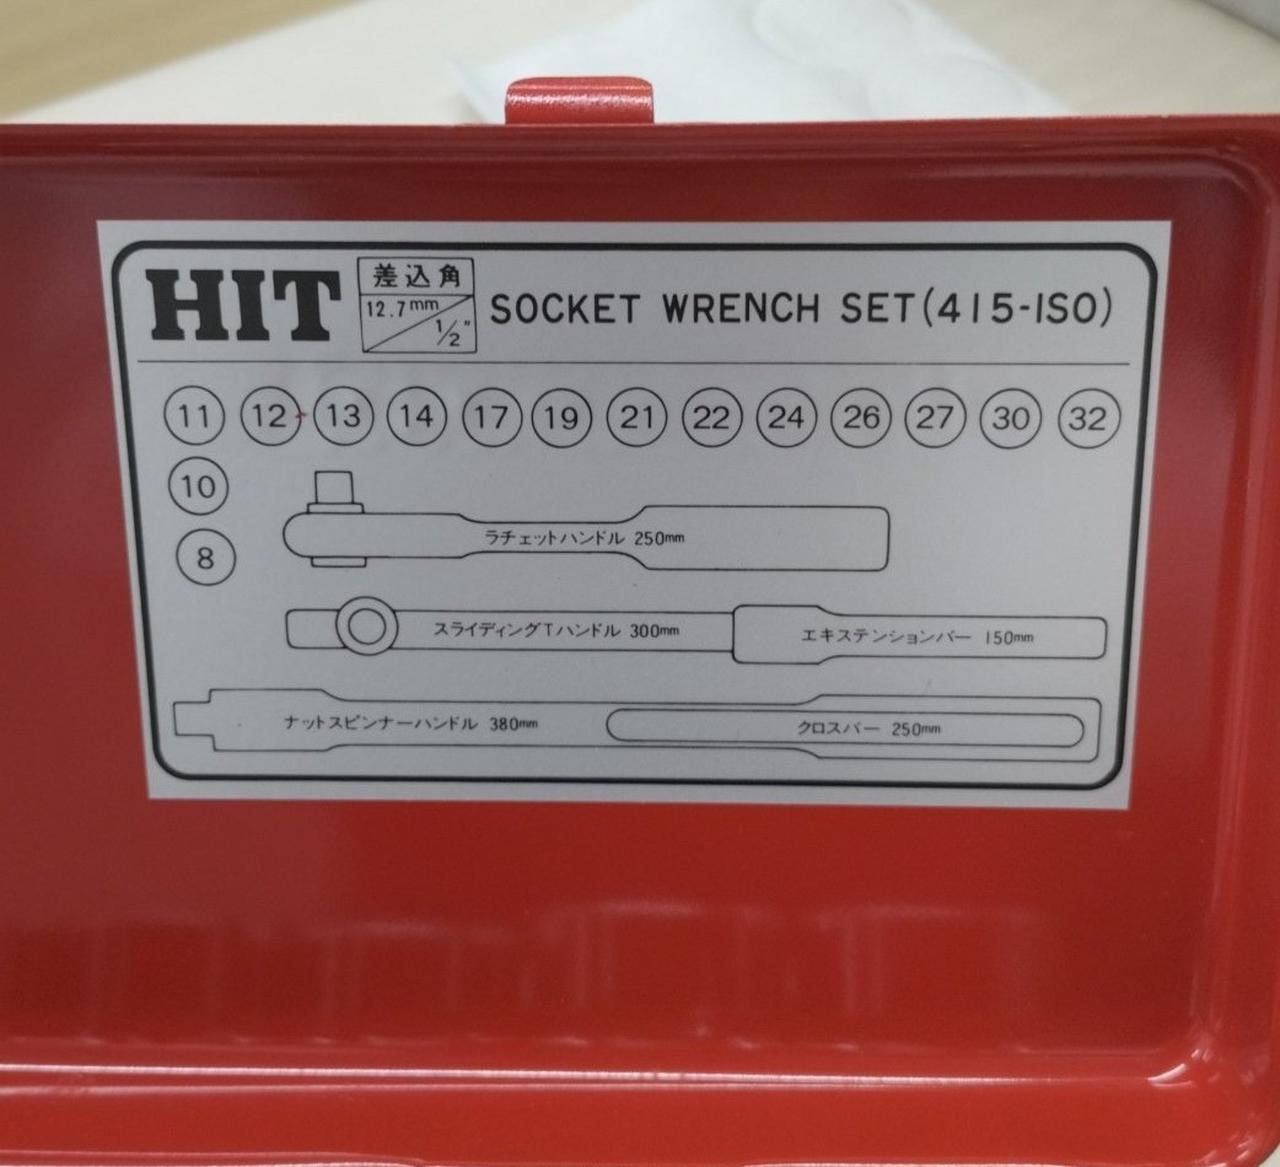 HIT 差込角 12.7mm 1/2" SOCKET WRENCH SET(415-ISO)
11 12 13 14 17 19 21 22 24 26 27 30 32
10
8
ラチェットハンドル 250mm
スライディングTハンドル 300mm エキステンションバー 150mm
ナットスピンナーハンドル 380mm クロスバー 250mm